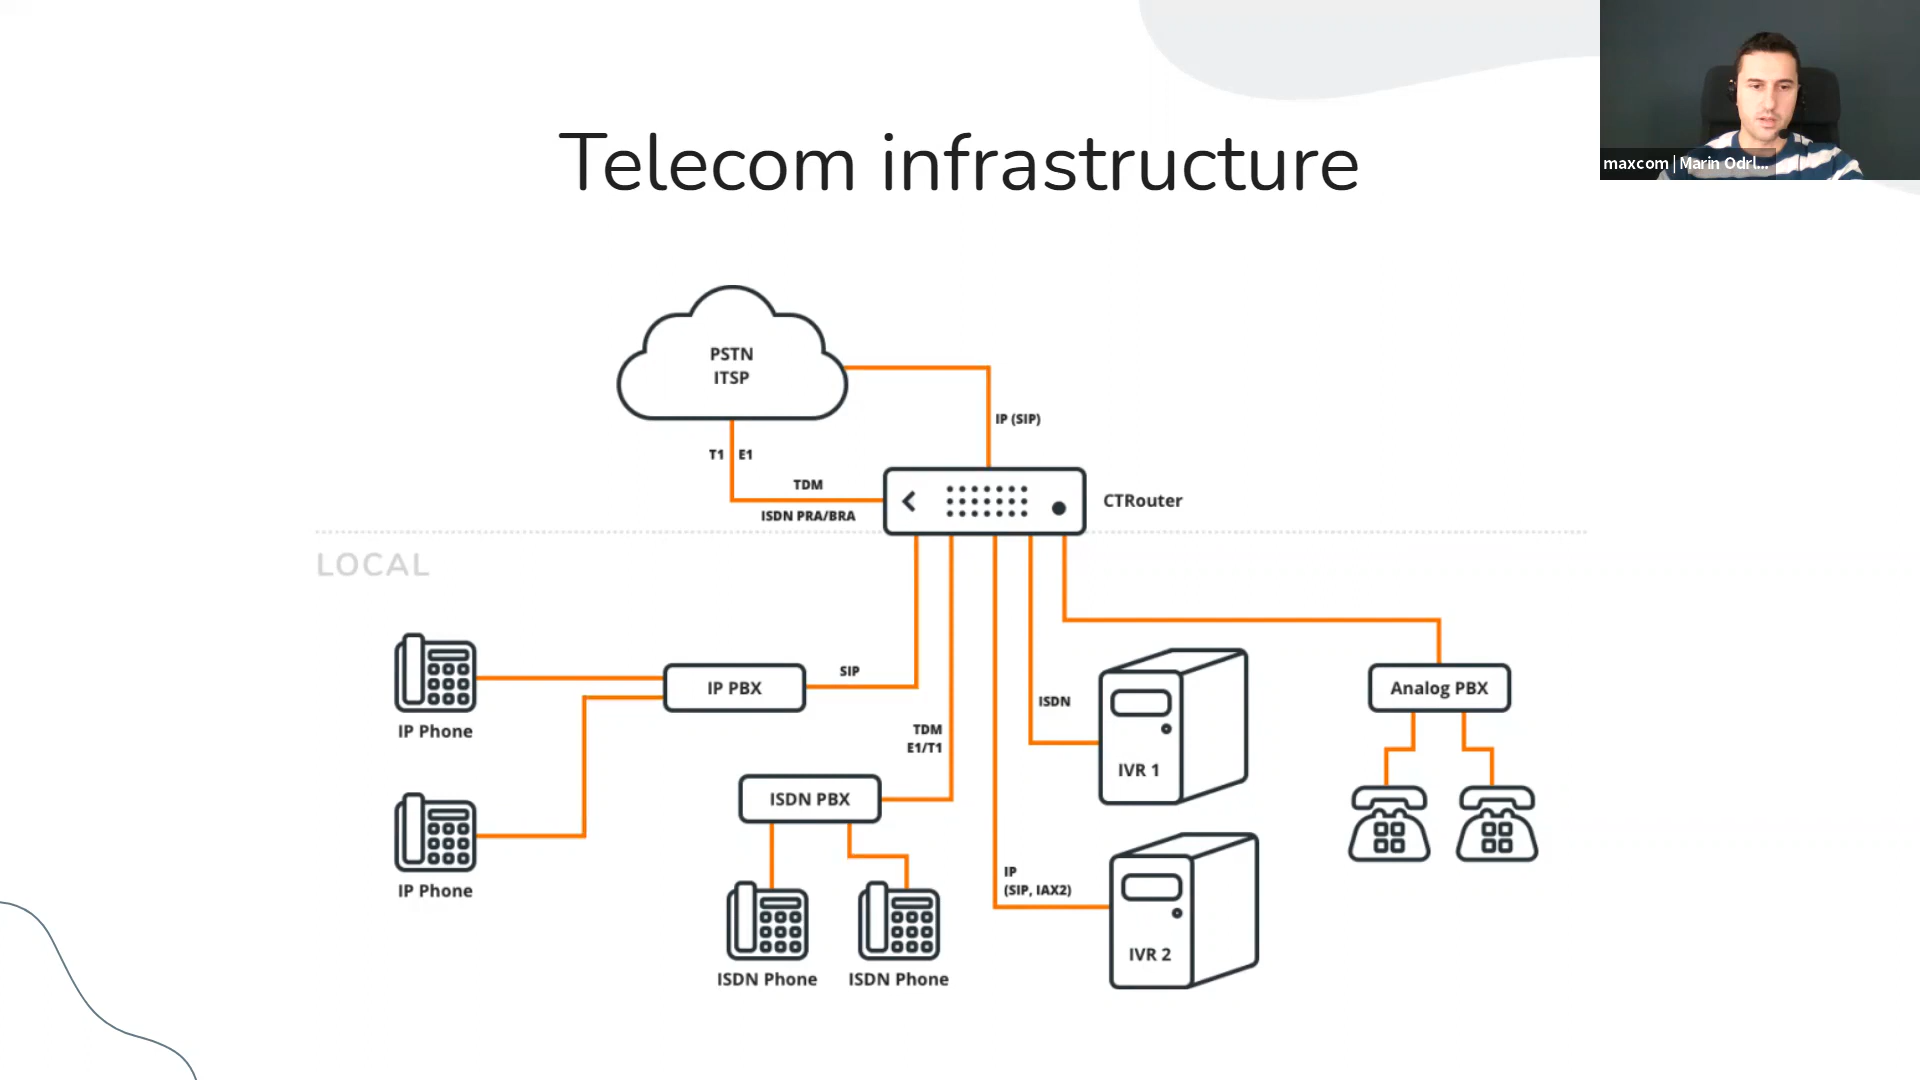 Telecom infrastructure
maxcom | Marin Odrl...
PSTN
ITSP
IP (SIP)
T1 E1
TDM
ISDN PRA/BRA
CTRouter
LOCAL
IP Phone
IP PBX
SIP
TDM
E1/T1
ISDN
IVR 1
Analog PBX
ISDN PBX
IP Phone
IP
(SIP, IAX2)
IVR 2
ISDN Phone
ISDN Phone